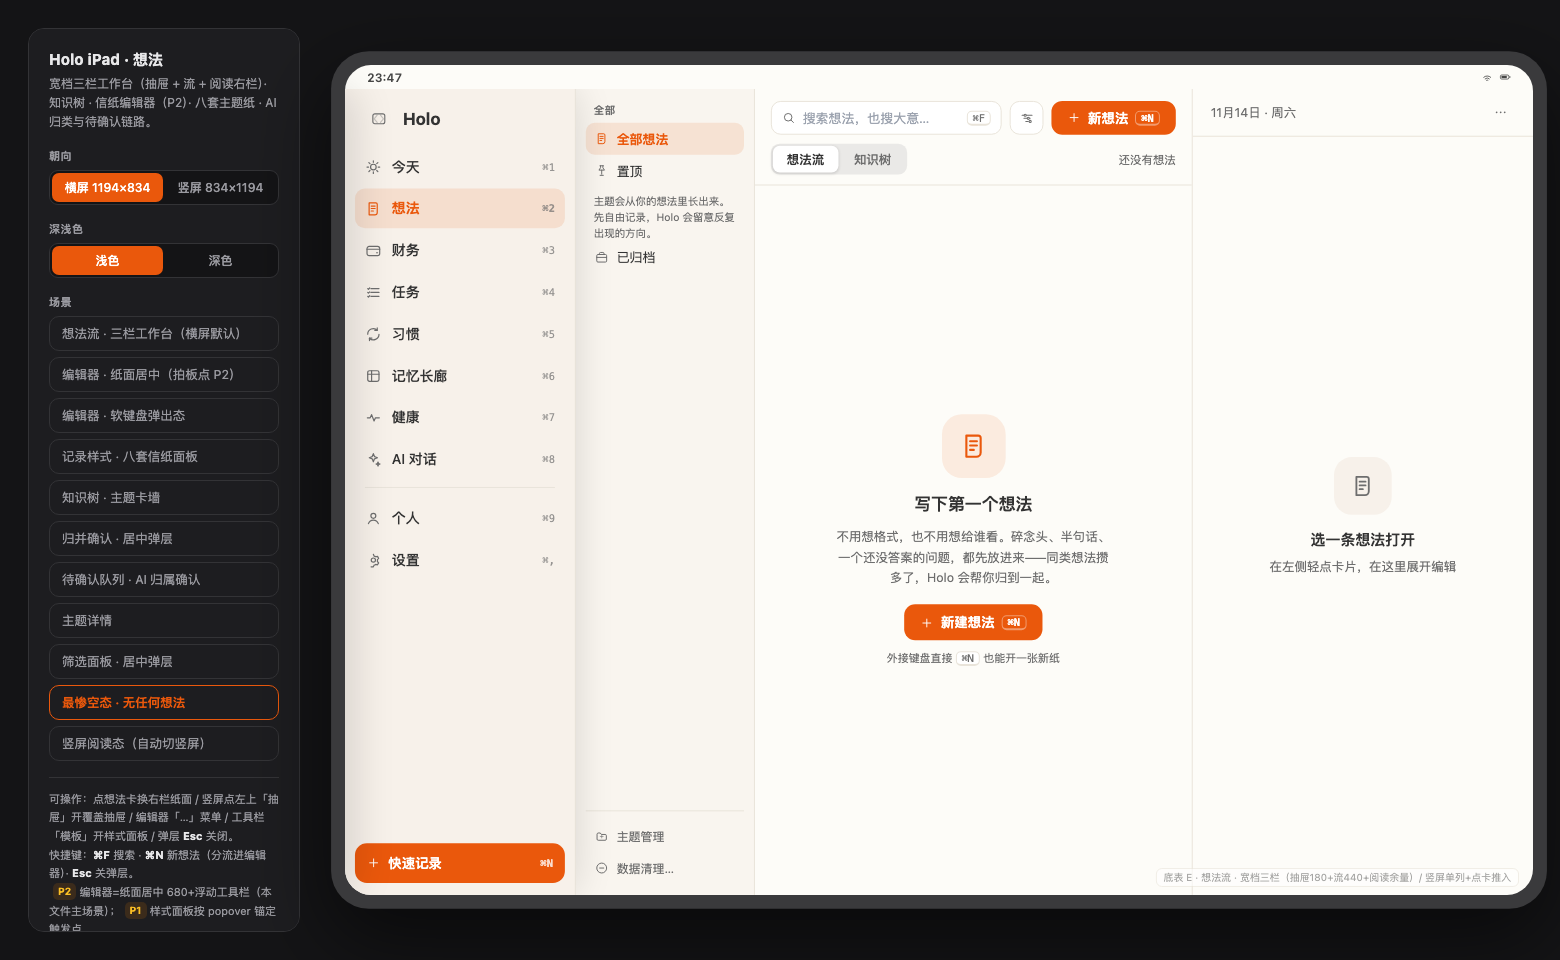 Holo iPad · 想法
宽档三栏工作台（抽屉 + 流 + 阅读右栏）·
知识树 · 信纸编辑器（P2）· 八套主题纸 · AI
归类与待确认链路。
朝向
横屏 1194×834
竖屏 834×1194
深浅色
浅色
深色
场景
想法流 · 三栏工作台（横屏默认）
编辑器 · 纸面居中（拍板点 P2）
编辑器 · 软键盘弹出态
记录样式 · 八套信纸面板
知识树 · 主题卡墙
归并确认 · 居中弹层
待确认队列 · AI 归属确认
主题详情
筛选面板 · 居中弹层
最惨空态 · 无任何想法
竖屏阅读态（自动切竖屏）
可操作：点想法卡换右栏纸面 / 竖屏点左上「抽
屉」开覆盖抽屉 / 编辑器「…」菜单 / 工具栏
「模板」开样式面板 / 弹层 Esc 关闭。
快捷键：⌘F 搜索 · ⌘N 新想法（分流进编辑
器）· Esc 关弹层。
P2 编辑器=纸面居中 680+浮动工具栏（本
文件主场景）； P1 样式面板按 popover 锚定
触发点
23:47
Holo
今天 ⌘1
想法 ⌘2
财务 ⌘3
任务 ⌘4
习惯 ⌘5
记忆长廊 ⌘6
健康 ⌘7
AI 对话 ⌘8
个人 ⌘9
设置 ⌘,
+ 快速记录 ⌘N
全部
全部想法
置顶
主题会从你的想法里长出来。
先自由记录，Holo 会留意反复
出现的方向。
已归档
主题管理
数据清理…
搜索想法，也搜大意… ⌘F
+ 新想法 ⌘N
想法流
知识树
还没有想法
写下第一个想法
不用想格式，也不用想给谁看。碎念头、半句话、
一个还没答案的问题，都先放进来——同类想法攒
多了，Holo 会帮你归到一起。
+ 新建想法 ⌘N
外接键盘直接 ⌘N 也能开一张新纸
11月14日 · 周六
…
选一条想法打开
在左侧轻点卡片，在这里展开编辑
底表 E · 想法流 · 宽档三栏（抽屉180+流440+阅读余量）/ 竖屏单列+点卡推入